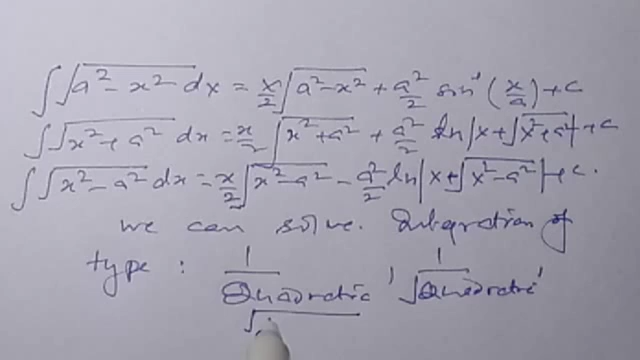 ∫√(a² - x²) dx = x/2 √(a² - x²) + a²/2 sin⁻¹(x/a) + c
∫√(x² + a²) dx = x/2 √(x² + a²) + a²/2 ln|x + √(x² + a²)| + c
∫√(x² - a²) dx = x/2 √(x² - a²) - a²/2 ln|x + √(x² - a²)| + c.
we can solve. Integration of
type : 1/Quadratic , 1/√Quadratic ,
√